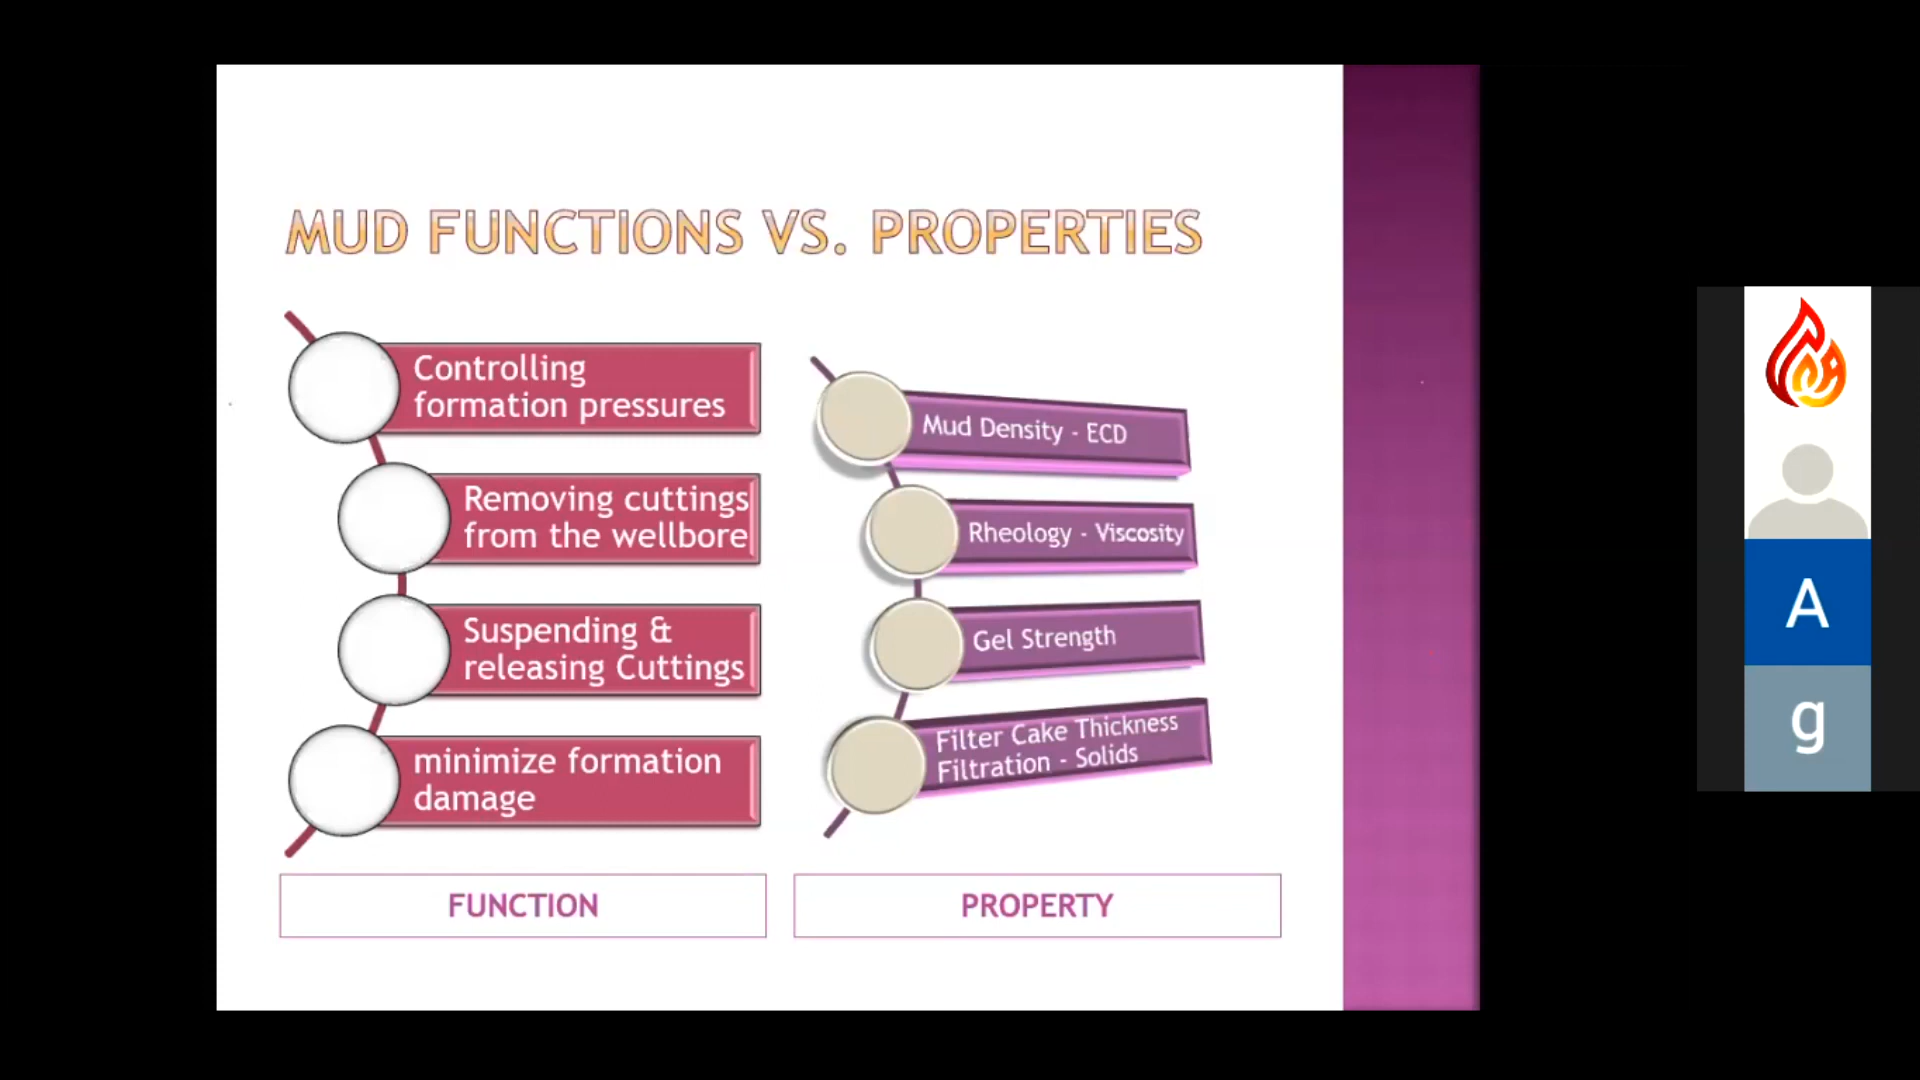 MUD FUNCTIONS VS. PROPERTIES
Controlling
formation pressures
Removing cuttings
from the wellbore
Suspending &
releasing Cuttings
minimize formation
damage
FUNCTION
Mud Density - ECD
Rheology - Viscosity
Gel Strength
Filter Cake Thickness
Filtration - Solids
PROPERTY
A
g